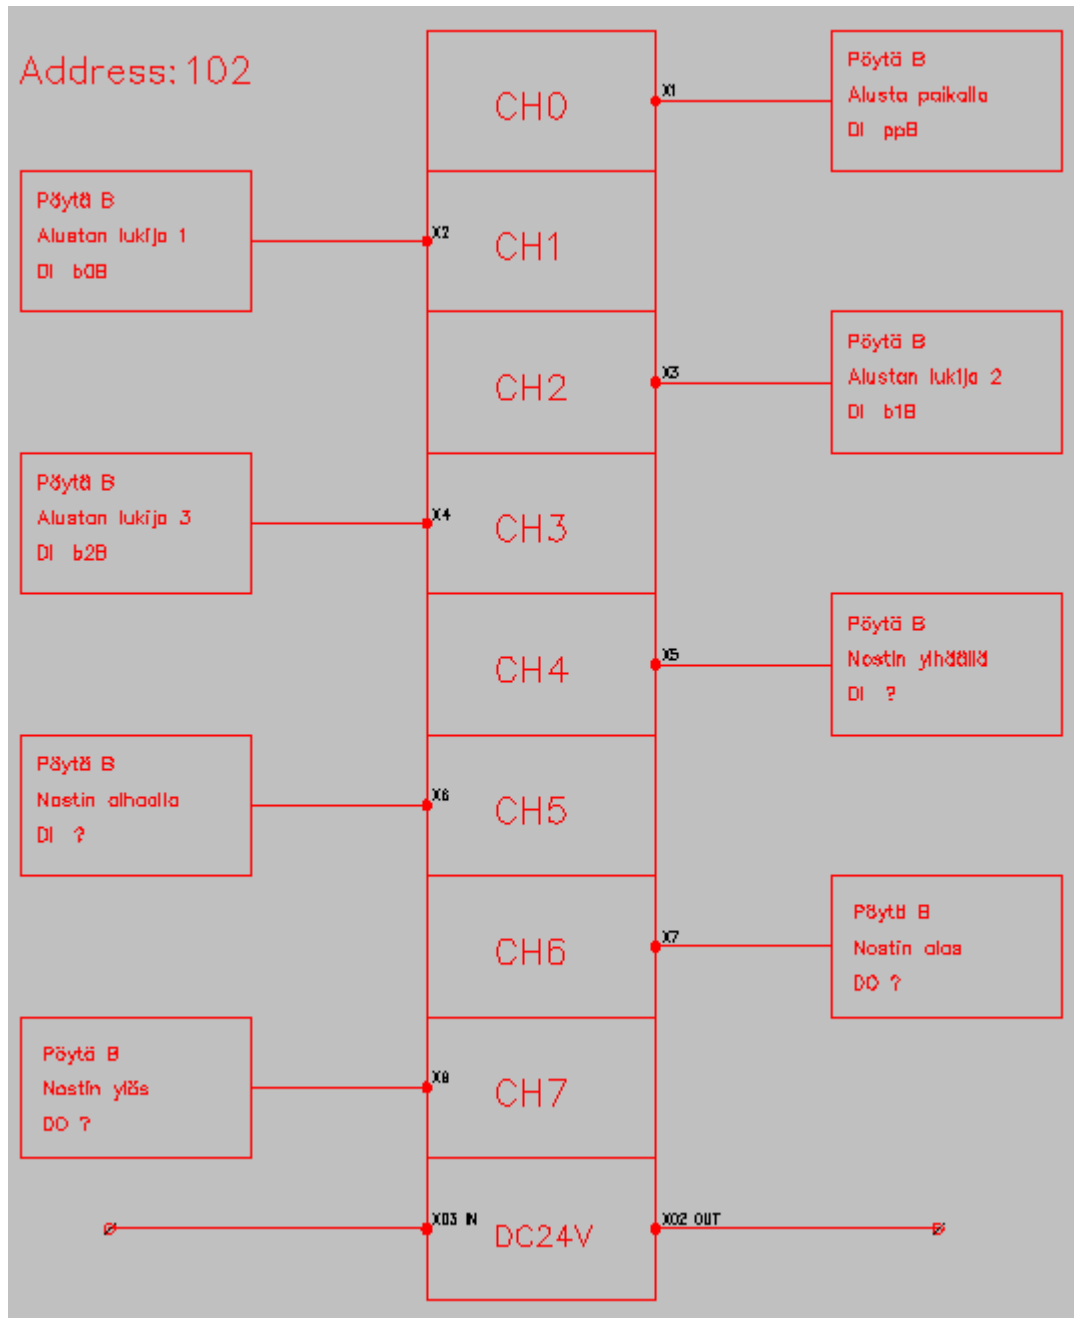 Address: 102
CH0
X1
Pöytä B
Alusta paikalla
DI ppB
Pöytä B
Alustan lukija 1
DI b0B
X2
CH1
CH2
X3
Pöytä B
Alustan lukija 2
DI b1B
Pöytä B
Alustan lukija 3
DI b2B
X4
CH3
CH4
X5
Pöytä B
Nostin ylhäällä
DI ?
Pöytä B
Nostin alhaalla
DI ?
X6
CH5
CH6
X7
Pöytä B
Nostin alas
DO ?
Pöytä B
Nostin ylös
DO ?
X8
CH7
X03 IN
DC24V
X02 OUT